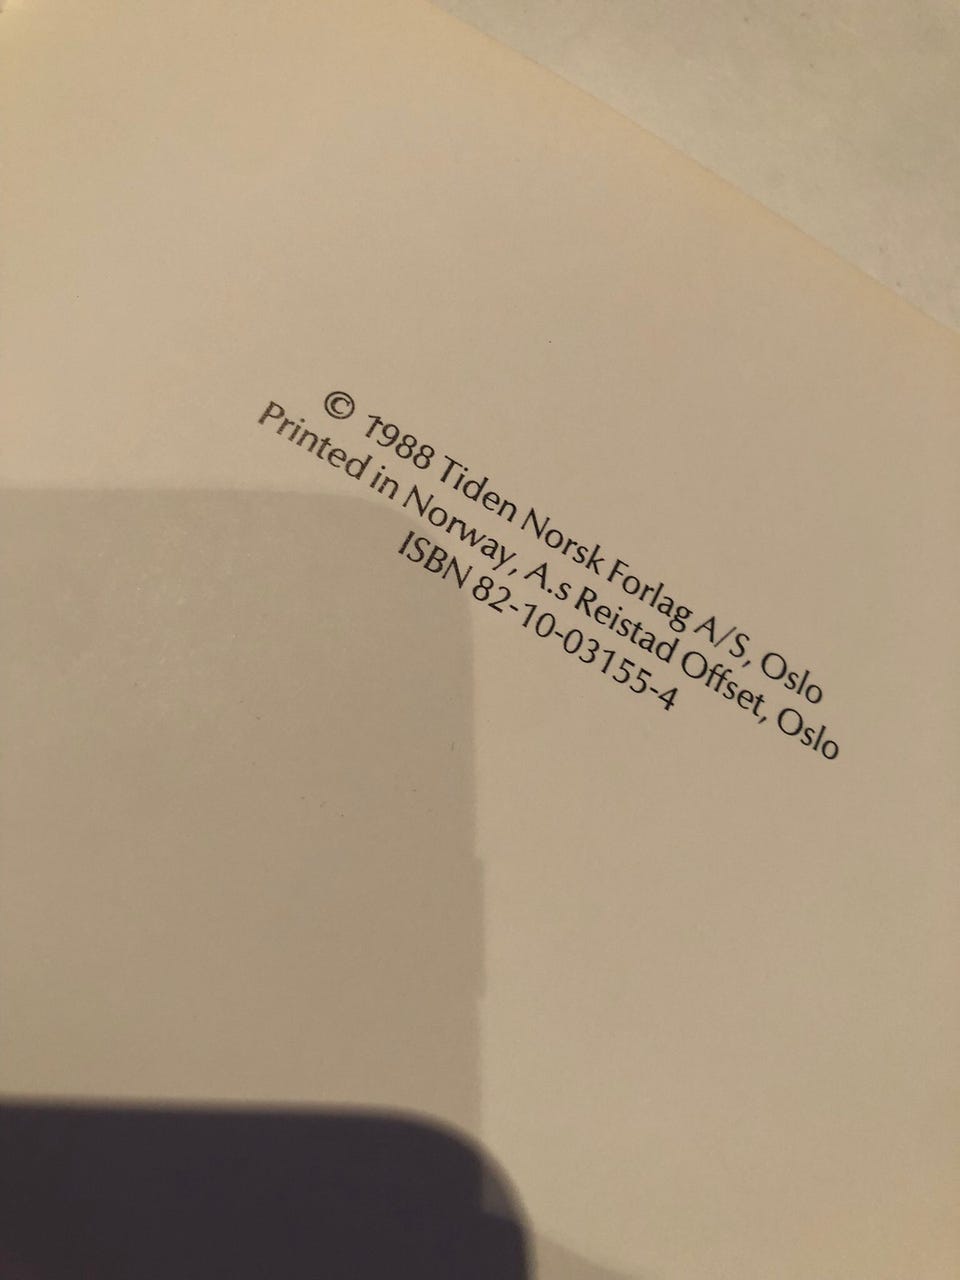 © 1988 Tiden Norsk Forlag A/S, Oslo
Printed in Norway, A.s Reistad Offset, Oslo
ISBN 82-10-03155-4